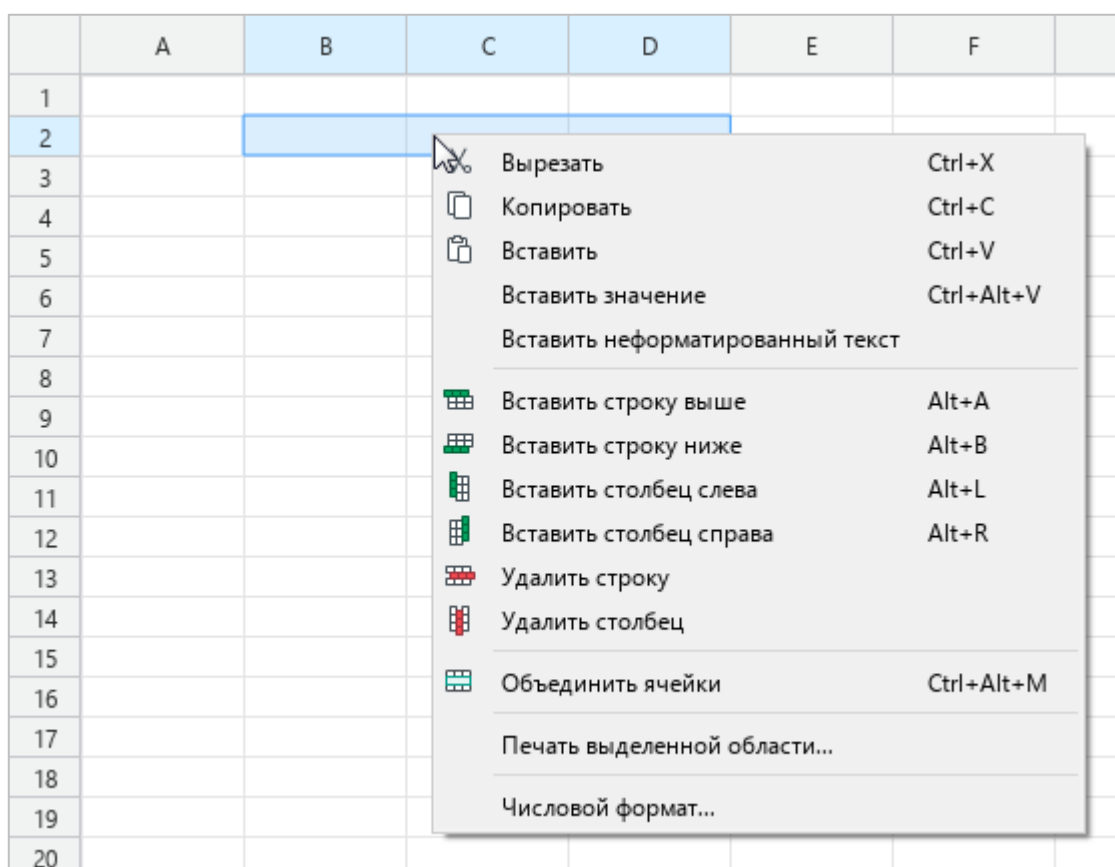 A B C D E F
1
2
Вырезать Ctrl+X
3
Копировать Ctrl+C
4
Вставить Ctrl+V
5
Вставить значение Ctrl+Alt+V
6
Вставить неформатированный текст
7
8
Вставить строку выше Alt+A
9
Вставить строку ниже Alt+B
10
Вставить столбец слева Alt+L
11
Вставить столбец справа Alt+R
12
Удалить строку
13
Удалить столбец
14
15
Объединить ячейки Ctrl+Alt+M
16
17
Печать выделенной области...
18
Числовой формат...
19
20